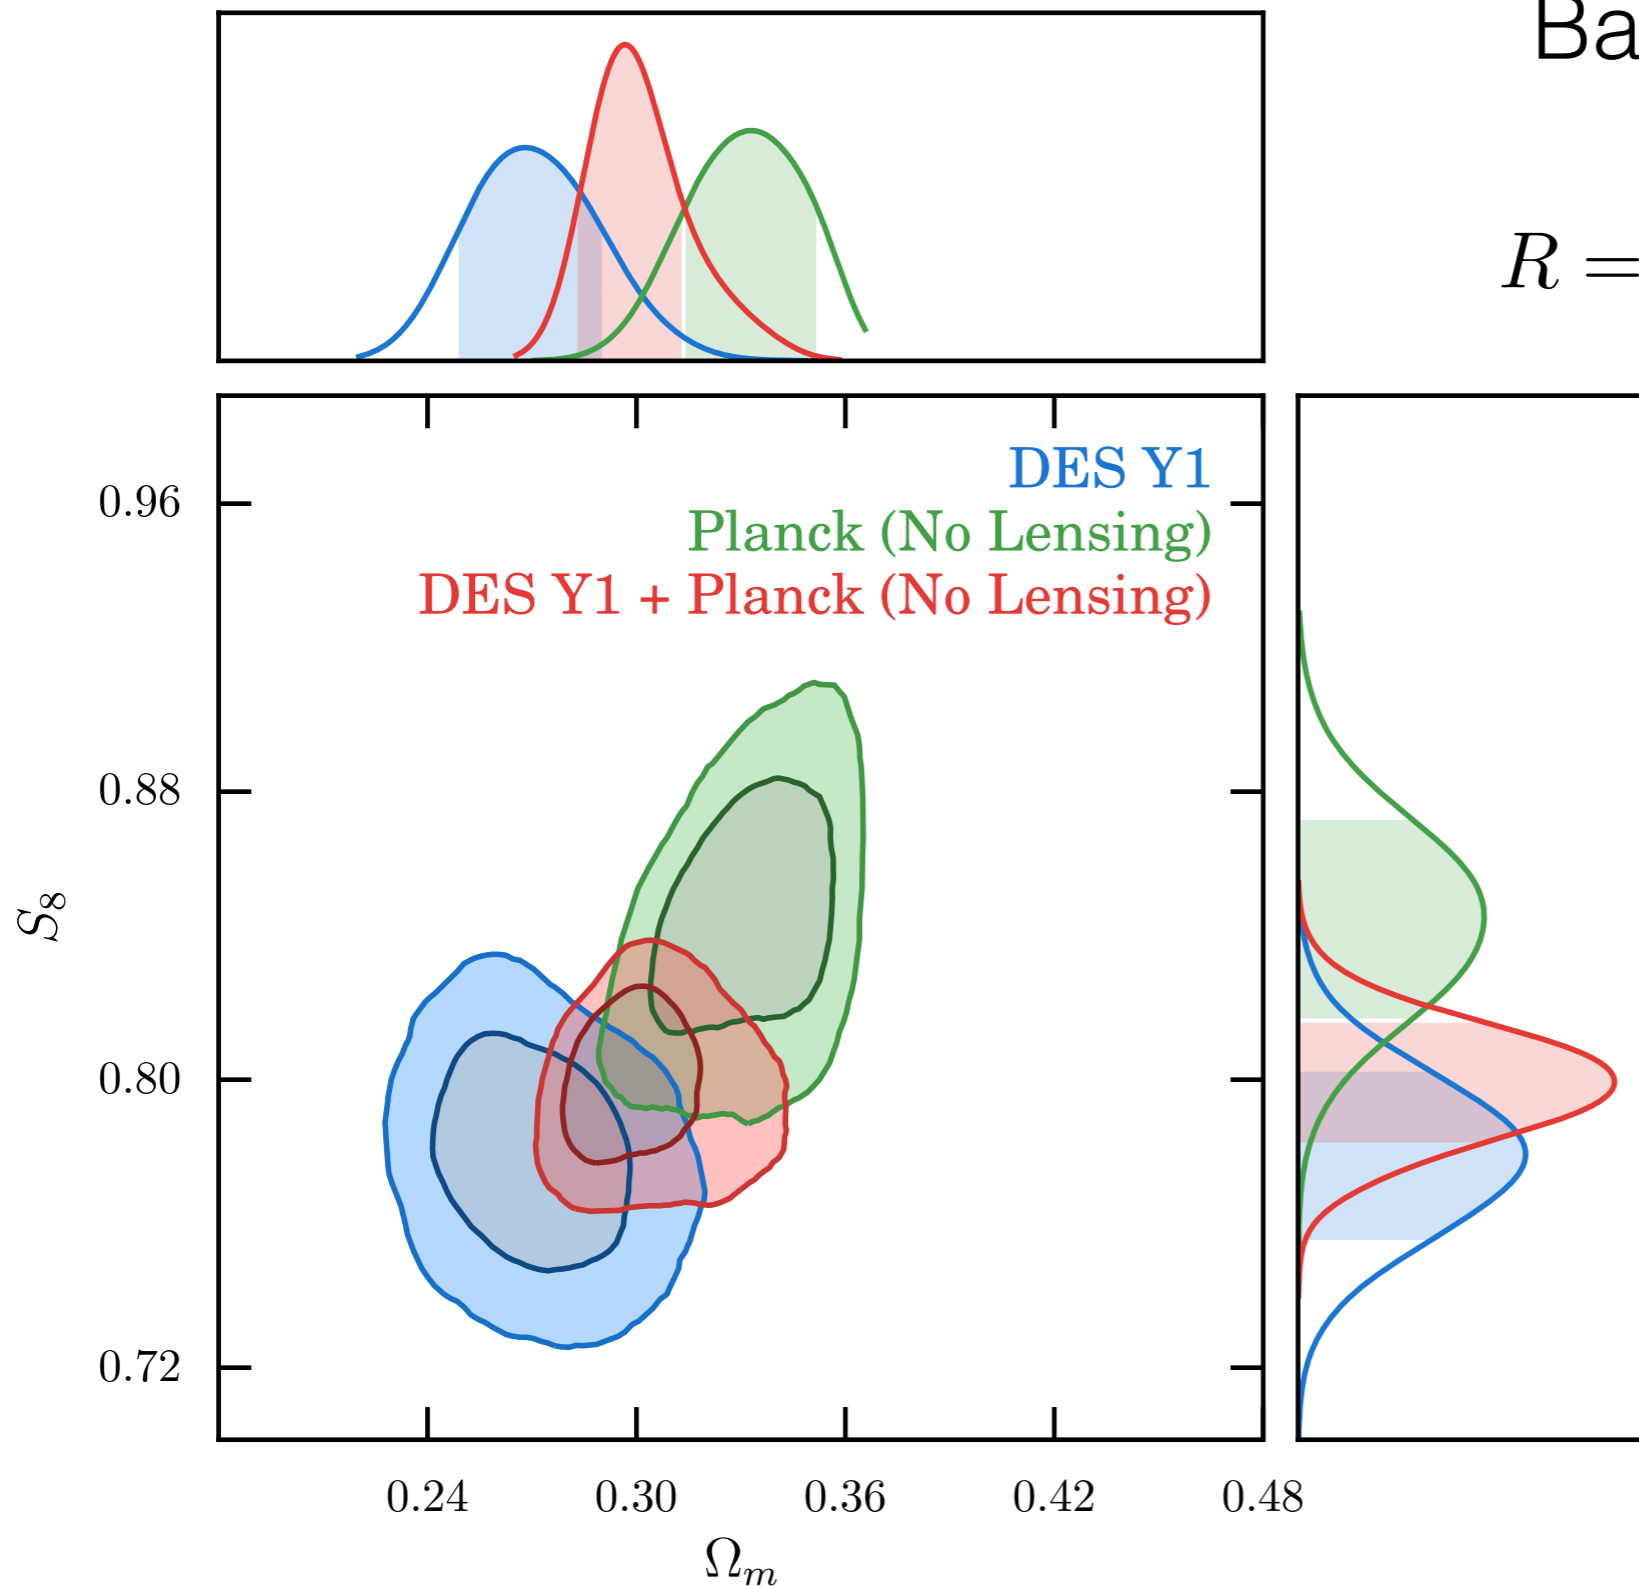 Ba
R =
DES Y1
Planck (No Lensing)
DES Y1 + Planck (No Lensing)
0.96
0.88
0.80
0.72
S₈
0.24 0.30 0.36 0.42 0.48
Ωₘ